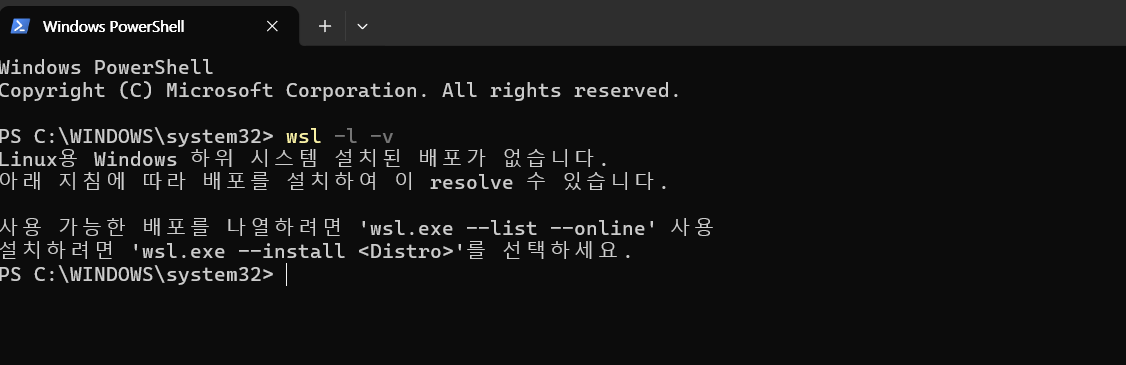 Windows PowerShell
Windows PowerShell
Copyright (C) Microsoft Corporation. All rights reserved.
PS C:\WINDOWS\system32> wsl -l -v
Linux용 Windows 하위 시스템 설치된 배포가 없습니다.
아래 지침에 따라 배포를 설치하여 이 resolve 수 있습니다.
사용 가능한 배포를 나열하려면 'wsl.exe --list --online' 사용
설치하려면 'wsl.exe --install <Distro>'를 선택하세요.
PS C:\WINDOWS\system32>